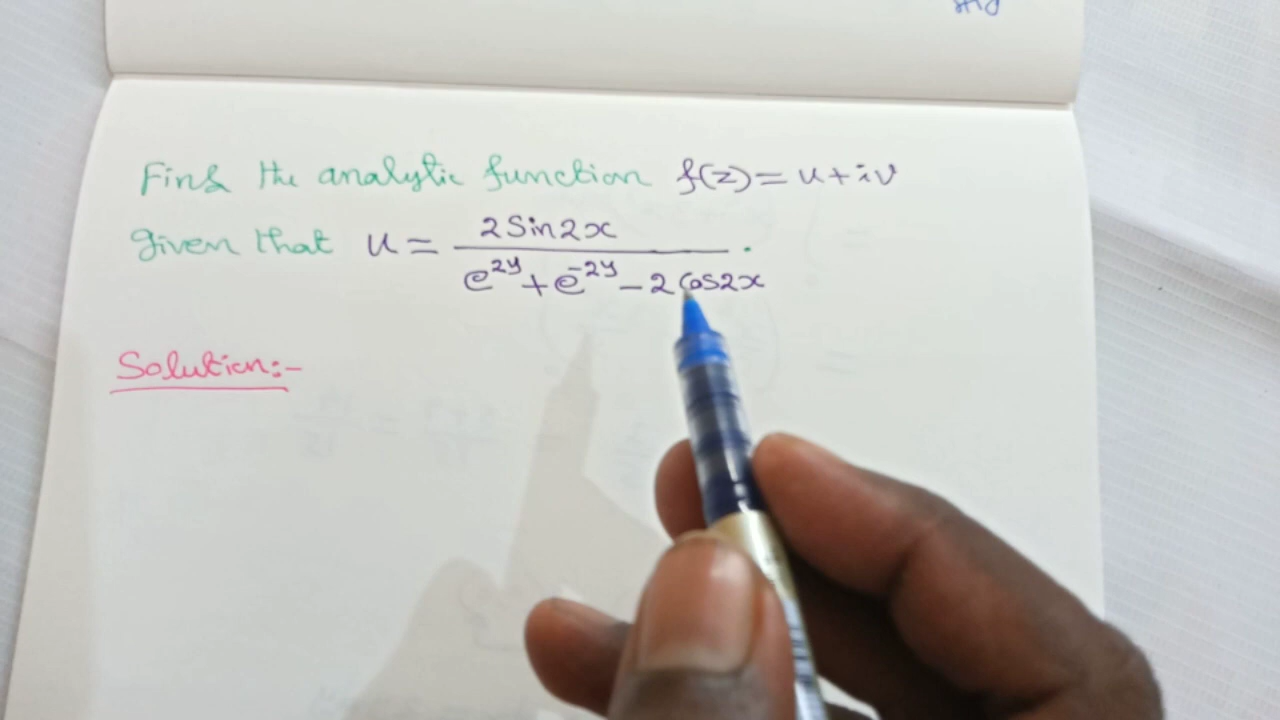 Find the analytic function f(z) = u + iv
given that u = 2 Sin2x / e^2y + e^-2y - 2 Cos2x .
Solution:-